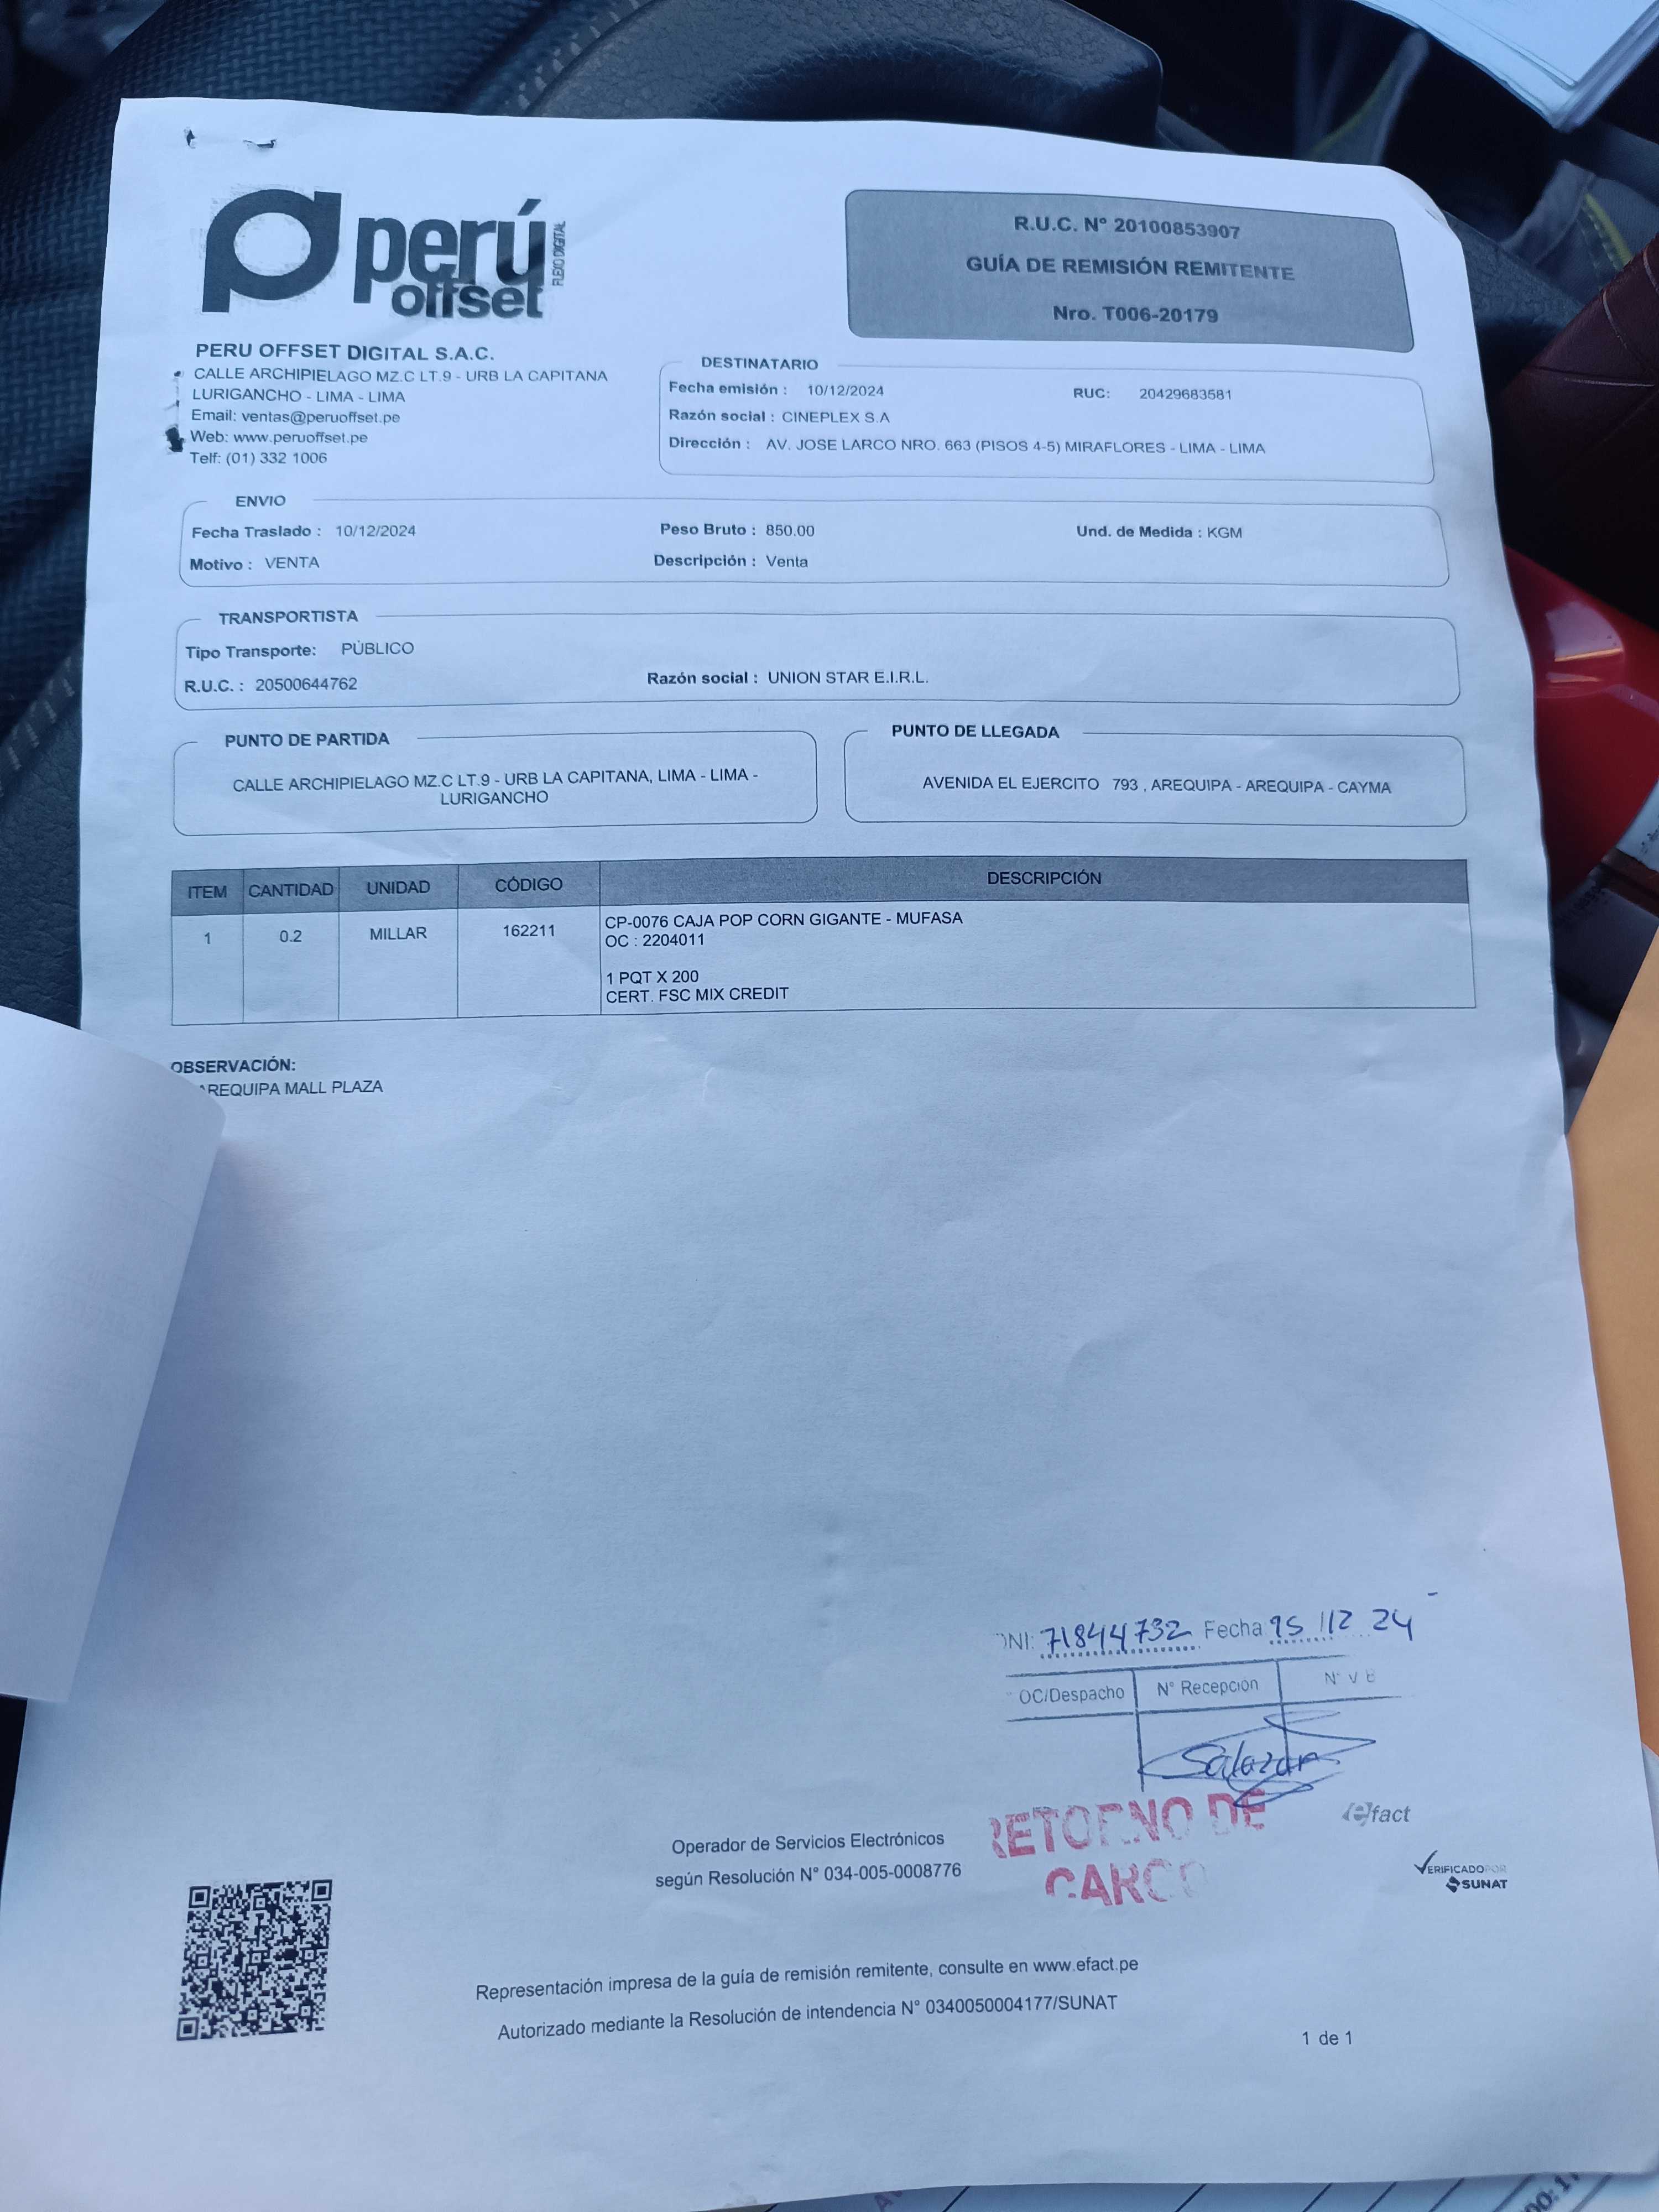 perú
offset
FLEXO DIGITAL
R.U.C. Nº 20100853907
GUÍA DE REMISIÓN REMITENTE
Nro. T006-20179
PERU OFFSET DIGITAL S.A.C.
CALLE ARCHIPIELAGO MZ.C LT.9 - URB LA CAPITANA
LURIGANCHO - LIMA - LIMA
Email: ventas@peruoffset.pe
Web: www.peruoffset.pe
Telf: (01) 332 1006
DESTINATARIO
Fecha emisión : 10/12/2024 RUC: 20429683581
Razón social : CINEPLEX S.A
Dirección : AV. JOSE LARCO NRO. 663 (PISOS 4-5) MIRAFLORES - LIMA - LIMA
ENVIO
Fecha Traslado : 10/12/2024 Peso Bruto : 850.00 Und. de Medida : KGM
Motivo : VENTA Descripción : Venta
TRANSPORTISTA
Tipo Transporte: PÚBLICO
R.U.C. : 20500644762 Razón social : UNION STAR E.I.R.L.
PUNTO DE PARTIDA
CALLE ARCHIPIELAGO MZ.C LT.9 - URB LA CAPITANA, LIMA - LIMA -
LURIGANCHO
PUNTO DE LLEGADA
AVENIDA EL EJERCITO 793 , AREQUIPA - AREQUIPA - CAYMA
ITEM CANTIDAD UNIDAD CÓDIGO DESCRIPCIÓN
1 0.2 MILLAR 162211 CP-0076 CAJA POP CORN GIGANTE - MUFASA
OC : 2204011
1 PQT X 200
CERT. FSC MIX CREDIT
OBSERVACIÓN:
AREQUIPA MALL PLAZA
DNI: 71844732 Fecha 15 /12 24
OC/Despacho N° Recepción N° V B
Salazar
RETORNO DE
CARGO
efact
Operador de Servicios Electrónicos
según Resolución N° 034-005-0008776
VERIFICADO POR
SUNAT
Representación impresa de la guía de remisión remitente, consulte en www.efact.pe
Autorizado mediante la Resolución de intendencia N° 0340050004177/SUNAT
1 de 1